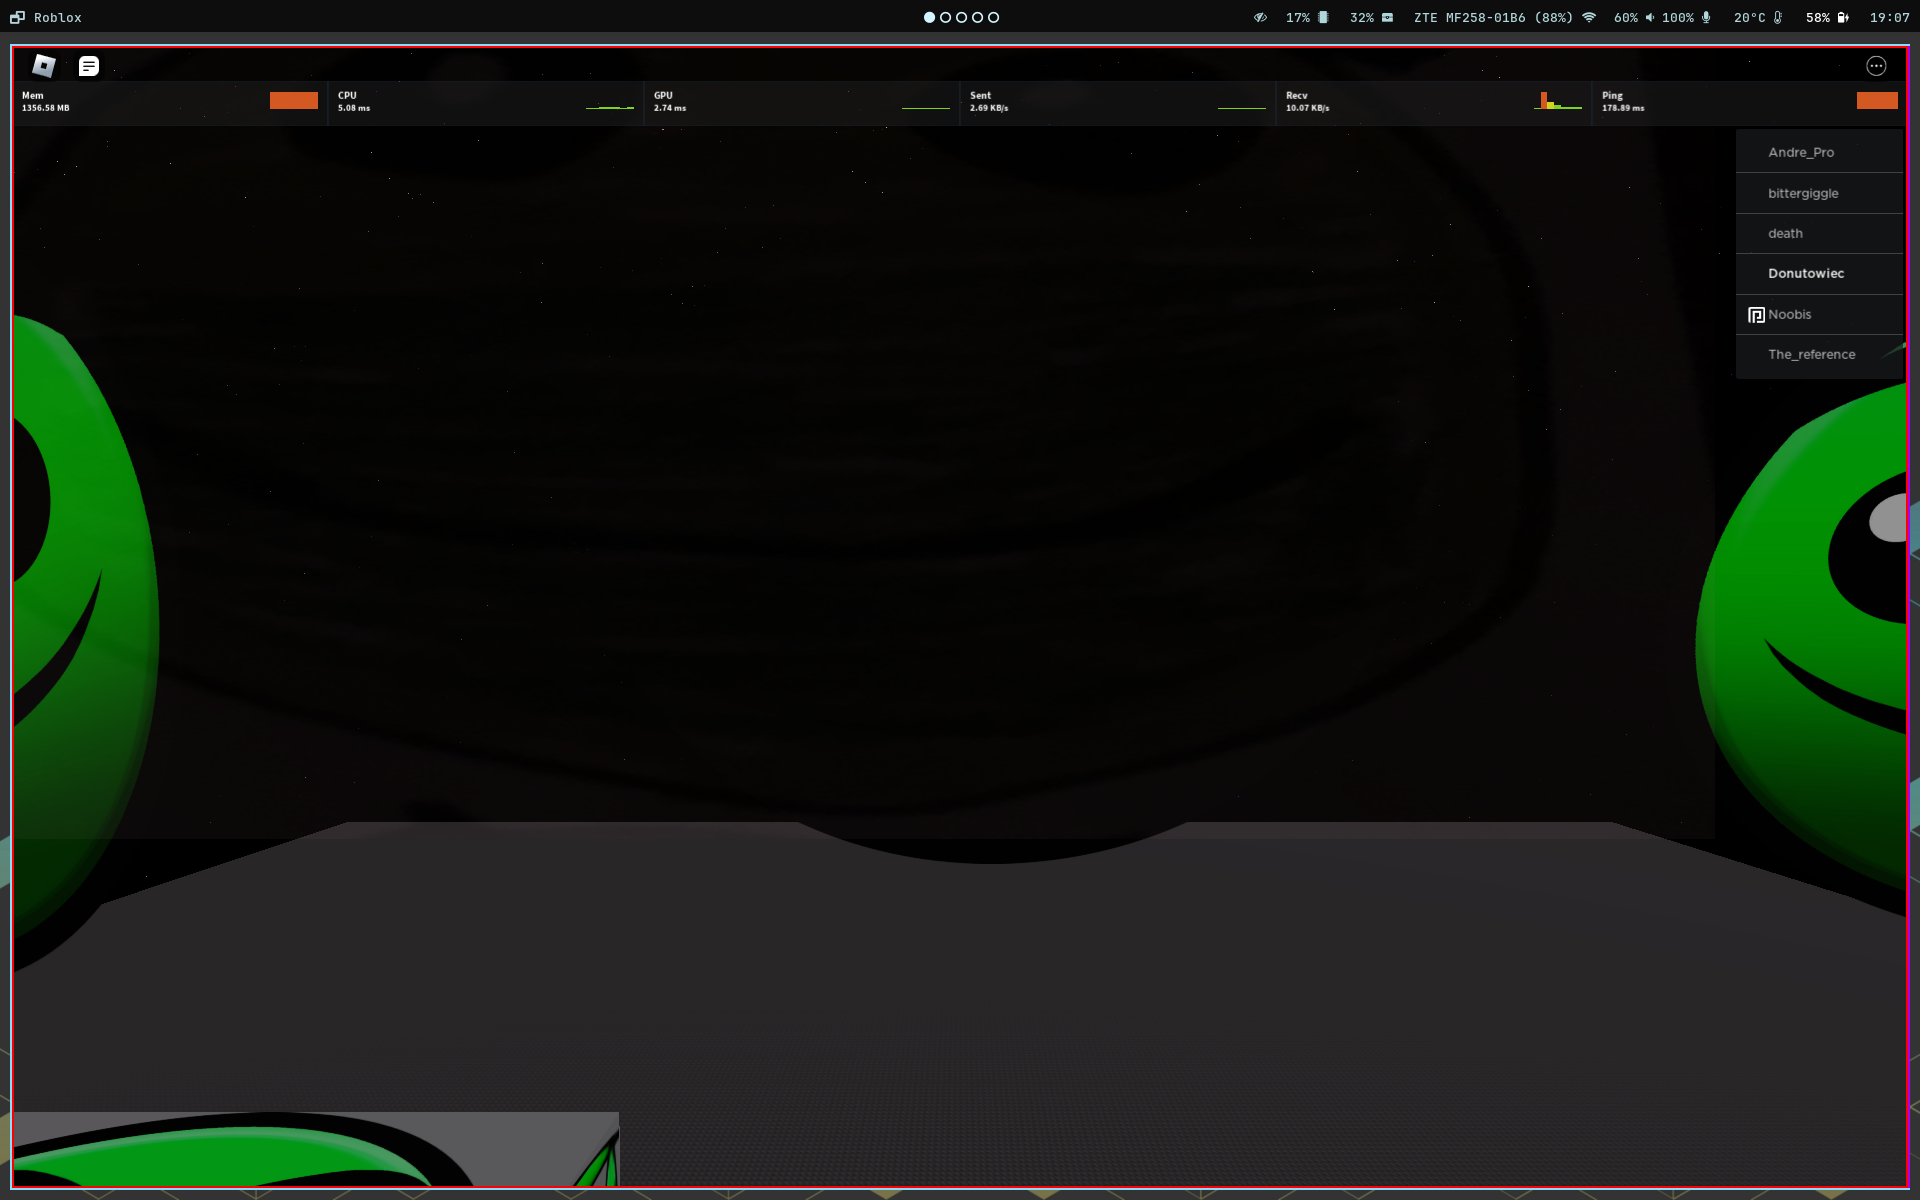 Roblox 17% 32% ZTE MF258-01B6 (88%) 60% 100% 20°C 58% 19:07
Mem CPU GPU Sent Recv Ping
1356.58 MB 5.08 ms 2.74 ms 2.69 KB/s 10.07 KB/s 178.89 ms
Andre_Pro
bittergiggle
death
Donutowiec
Noobis
The_reference